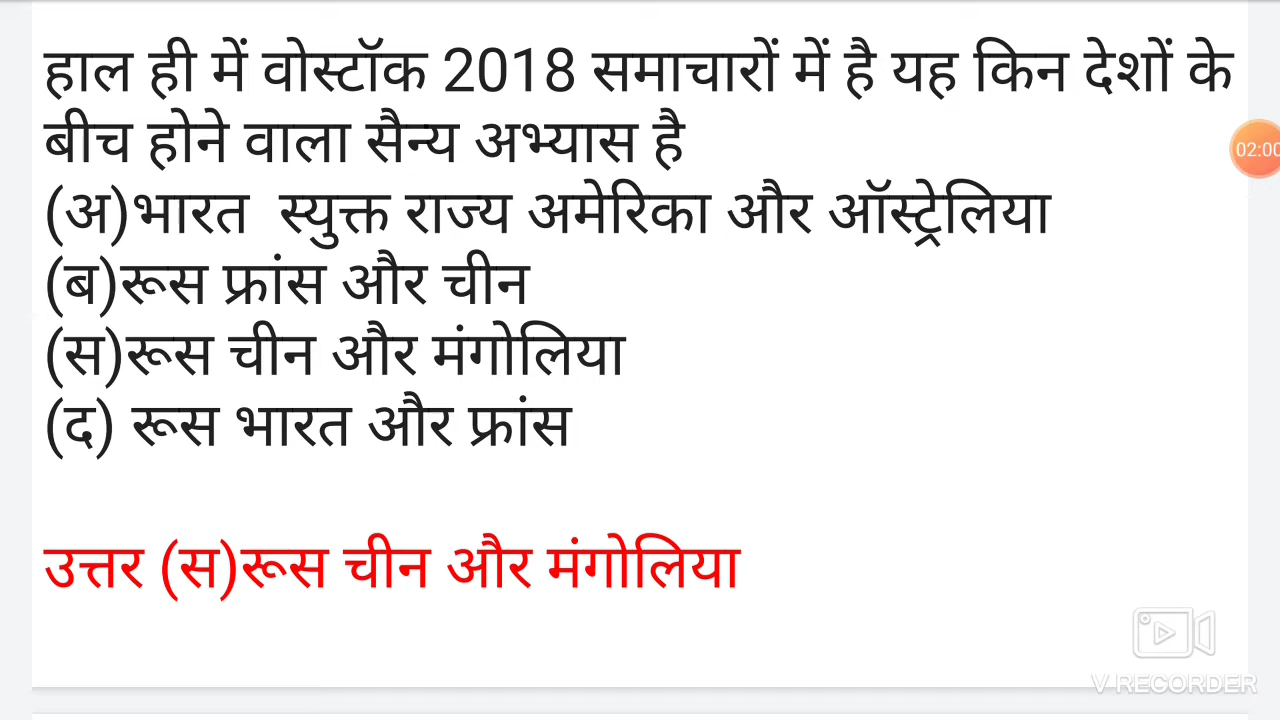 हाल ही में वोस्टॉक 2018 समाचारों में है यह किन देशों के
बीच होने वाला सैन्य अभ्यास है
(अ)भारत  स्युक्त राज्य अमेरिका और ऑस्ट्रेलिया
(ब)रूस फ्रांस और चीन
(स)रूस चीन और मंगोलिया
(द) रूस भारत और फ्रांस
उत्तर (स)रूस चीन और मंगोलिया
02:00
V RECORDER